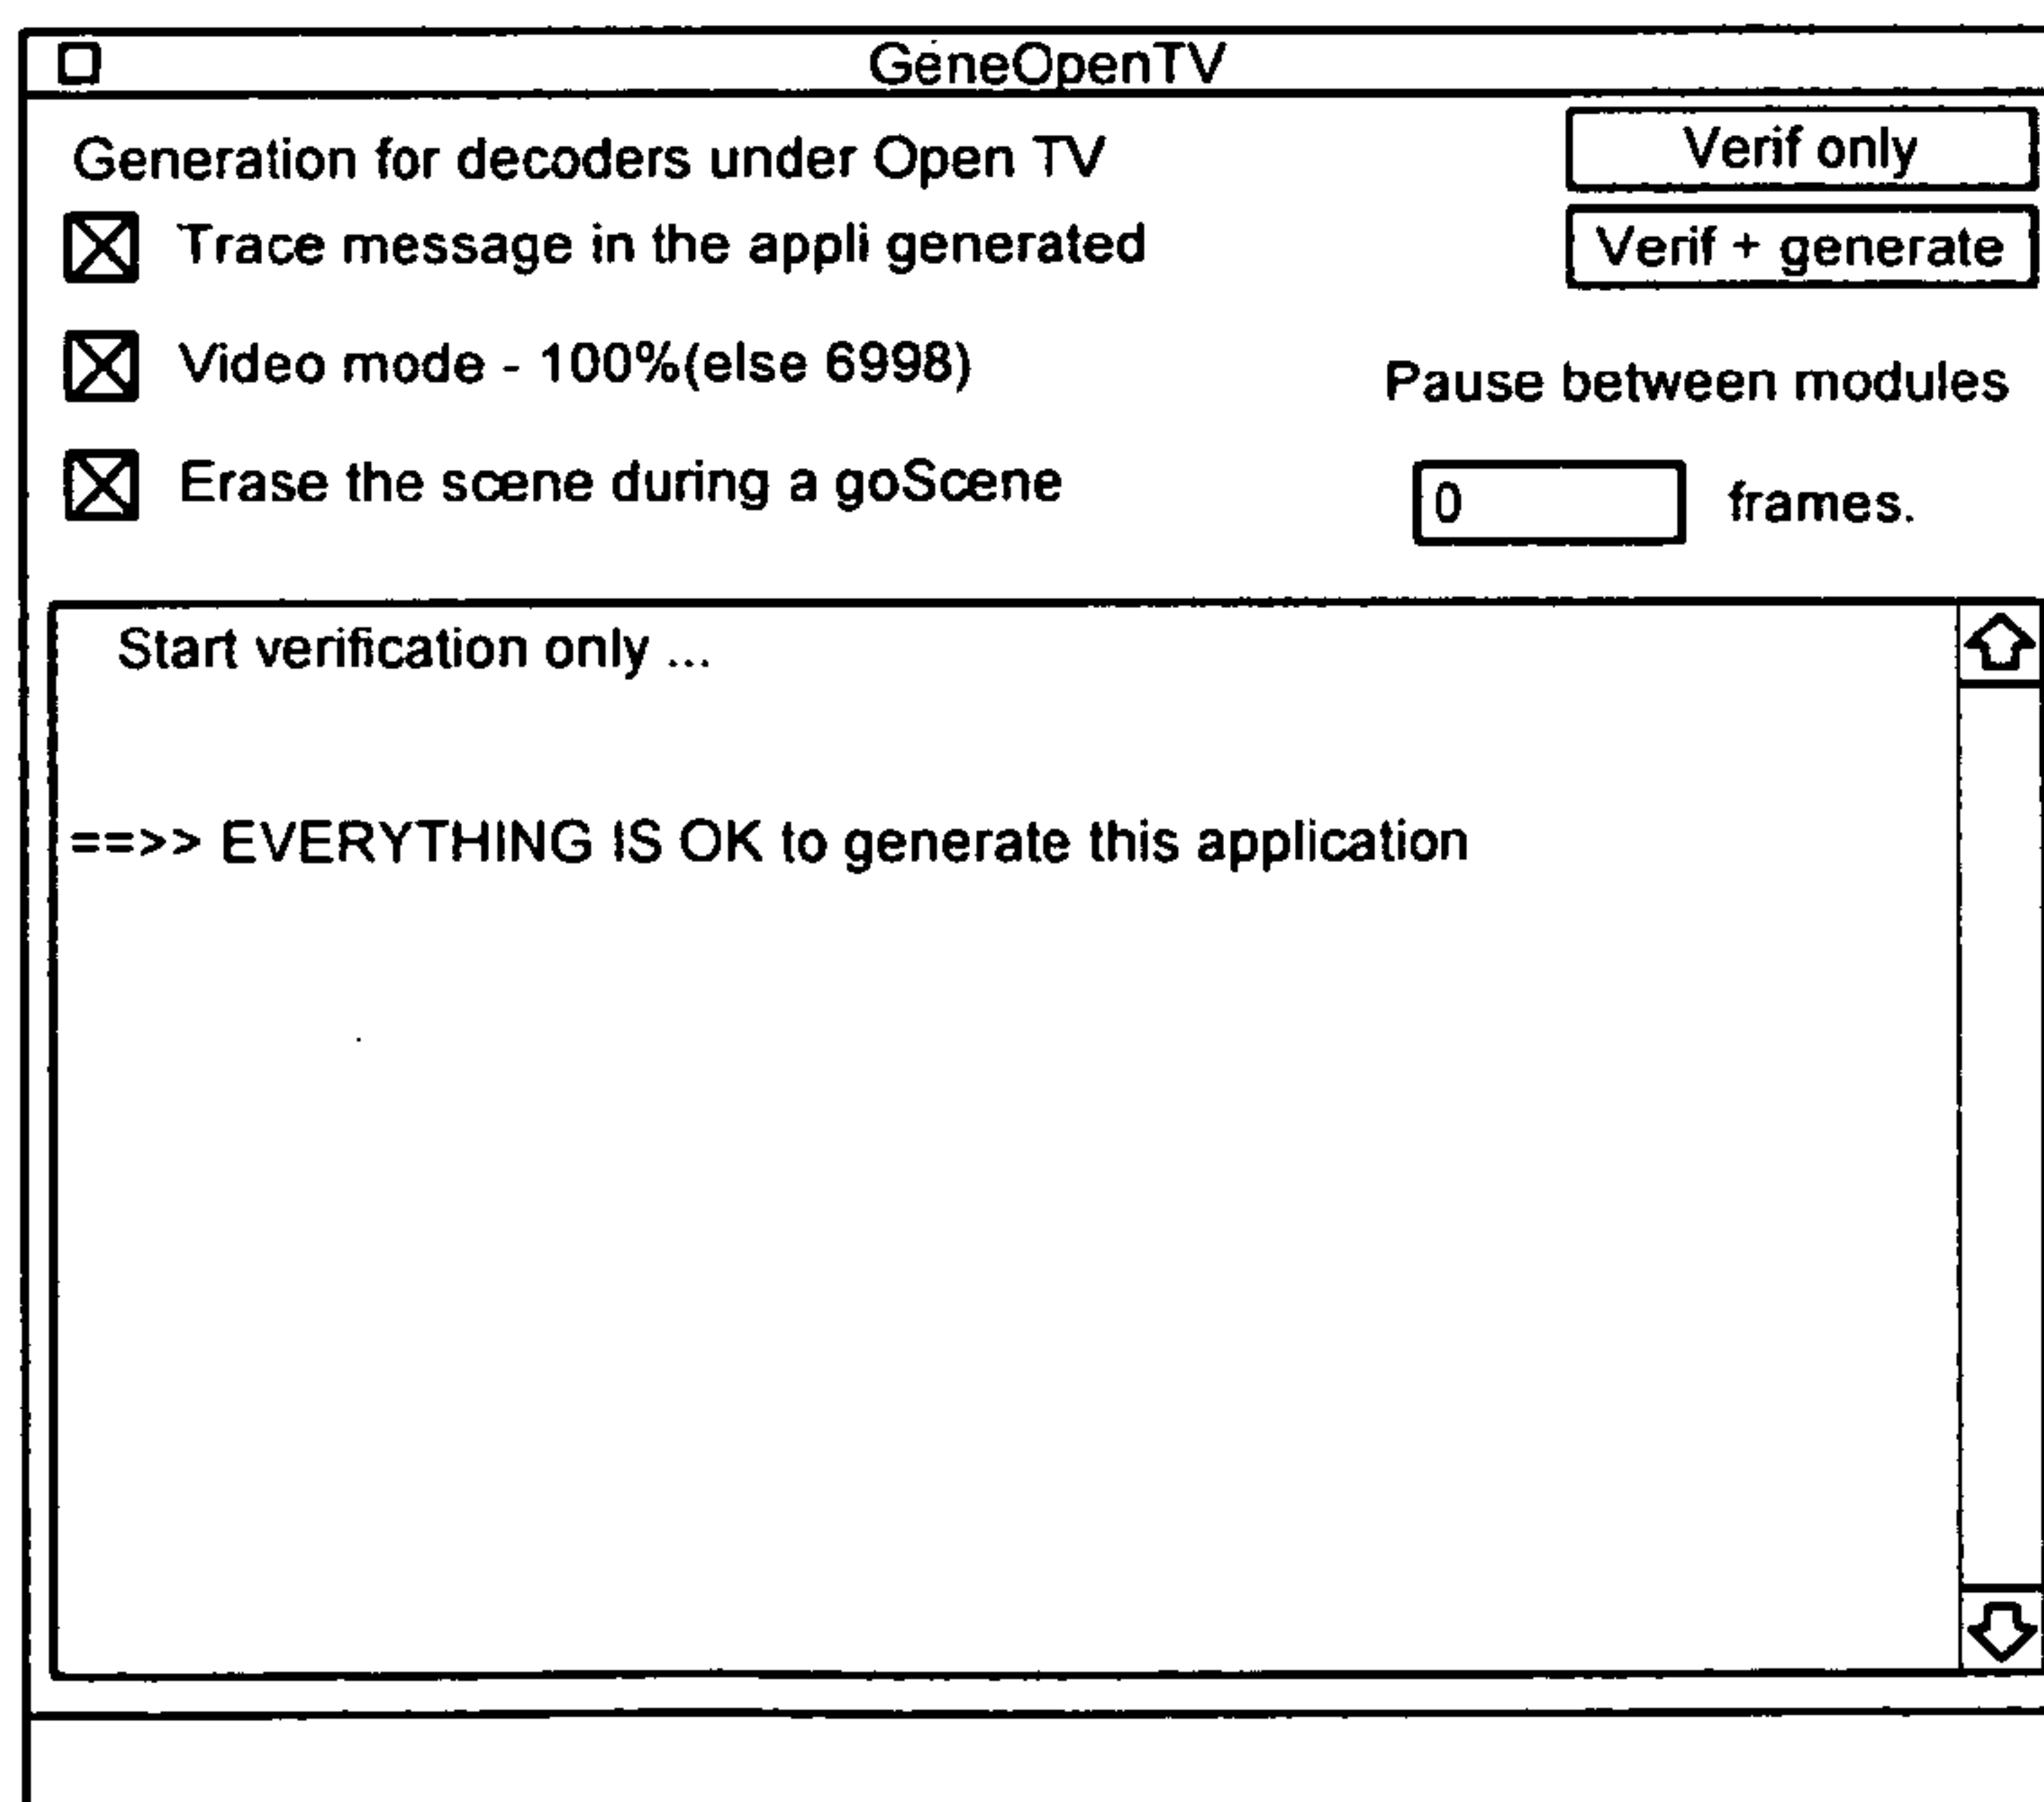 GéneOpenTV
Generation for decoders under Open TV
Verif only
Trace message in the appli generated
Verif + generate
Video mode - 100%(else 6998)
Pause between modules
Erase the scene during a goScene
0 frames.
Start verification only ...
==>> EVERYTHING IS OK to generate this application